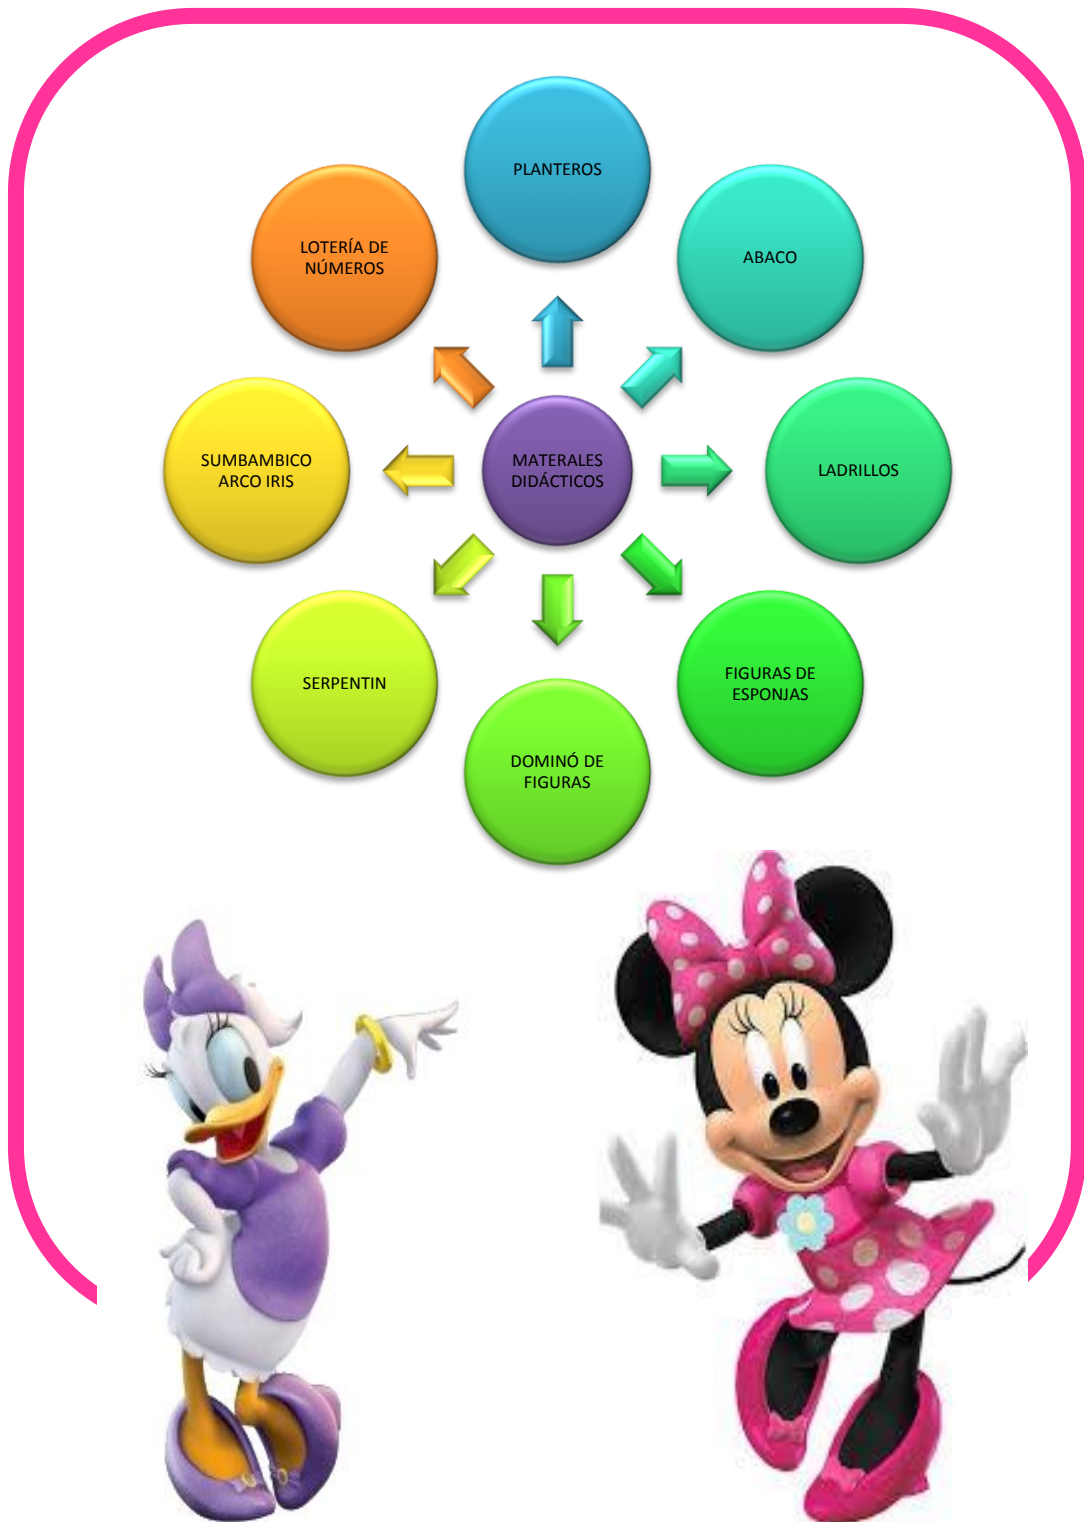 PLANTEROS
LOTERÍA DE
NÚMEROS
ABACO
SUMBAMBICO
ARCO IRIS
MATERALES
DIDÁCTICOS
LADRILLOS
SERPENTIN
FIGURAS DE
ESPONJAS
DOMINÓ DE
FIGURAS